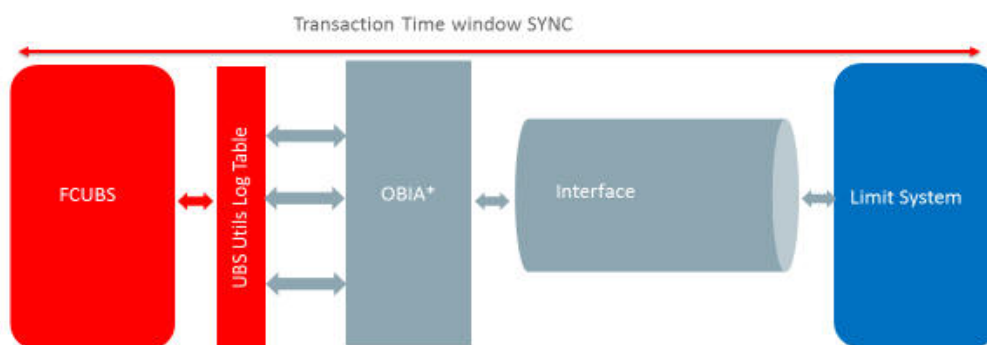 Transaction Time window SYNC
FCUBS
UBS Utils Log Table
OBIA*
Interface
Limit System